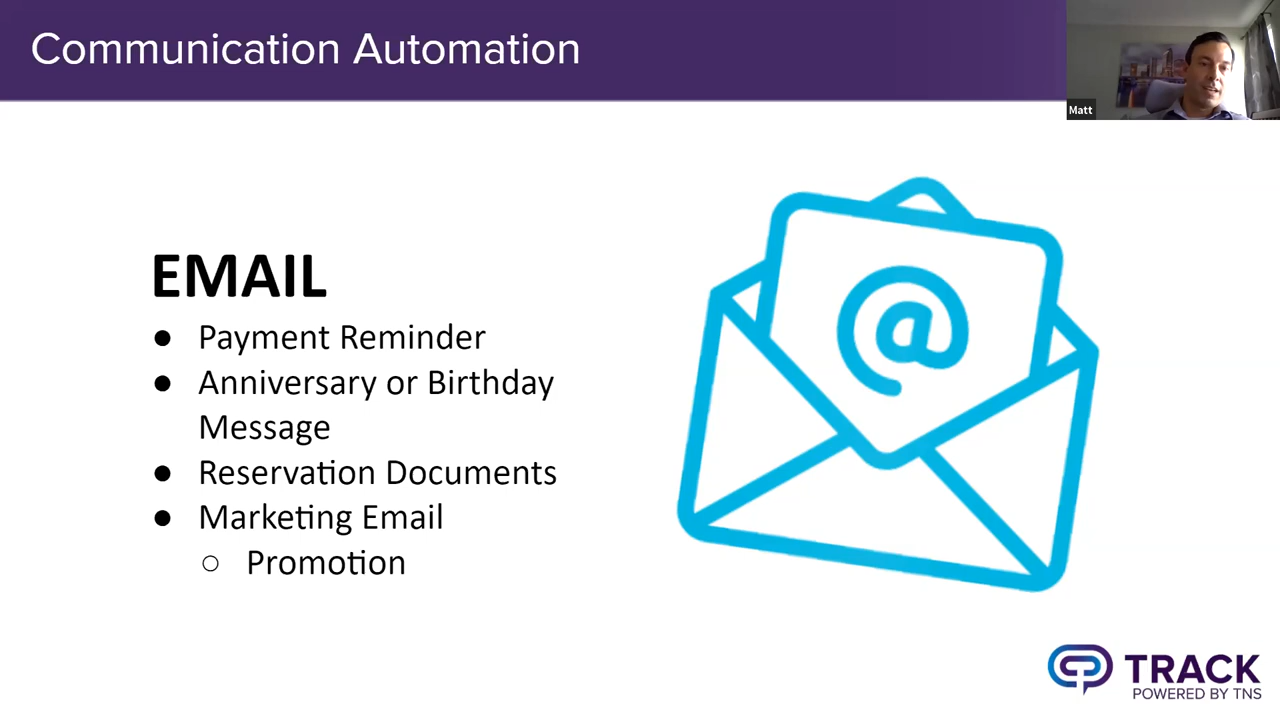 Communication Automation
Matt
EMAIL
● Payment Reminder
● Anniversary or Birthday
Message
● Reservation Documents
● Marketing Email
○ Promotion
@
TRACK
POWERED BY TNS